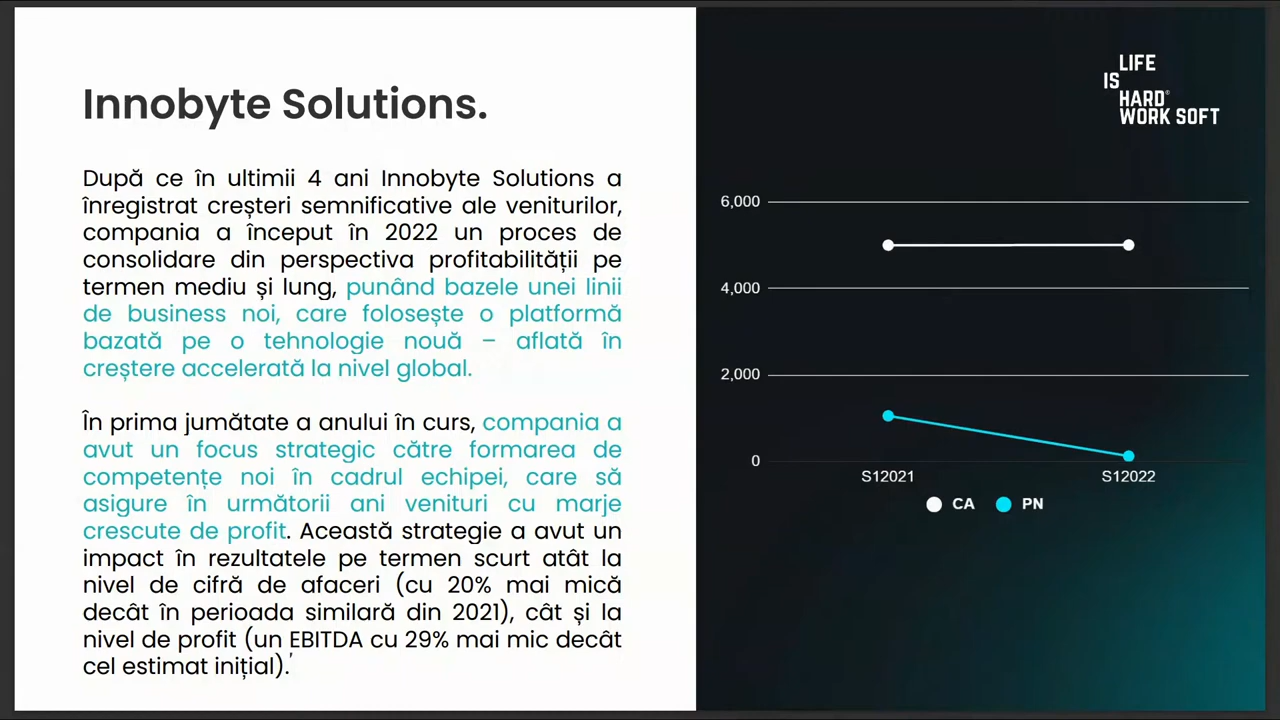 Innobyte Solutions.
După ce în ultimii 4 ani Innobyte Solutions a
înregistrat creșteri semnificative ale veniturilor,
compania a început în 2022 un proces de
consolidare din perspectiva profitabilității pe
termen mediu și lung, punând bazele unei linii
de business noi, care folosește o platformă
bazată pe o tehnologie nouă – aflată în
creștere accelerată la nivel global.
În prima jumătate a anului în curs, compania a
avut un focus strategic către formarea de
competențe noi în cadrul echipei, care să
asigure în următorii ani venituri cu marje
crescute de profit. Această strategie a avut un
impact în rezultatele pe termen scurt atât la
nivel de cifră de afaceri (cu 20% mai mică
decât în perioada similară din 2021), cât și la
nivel de profit (un EBITDA cu 29% mai mic decât
cel estimat inițial).'
LIFE
IS
HARD®
WORK SOFT
6,000
4,000
2,000
0
S12021 S12022
CA PN